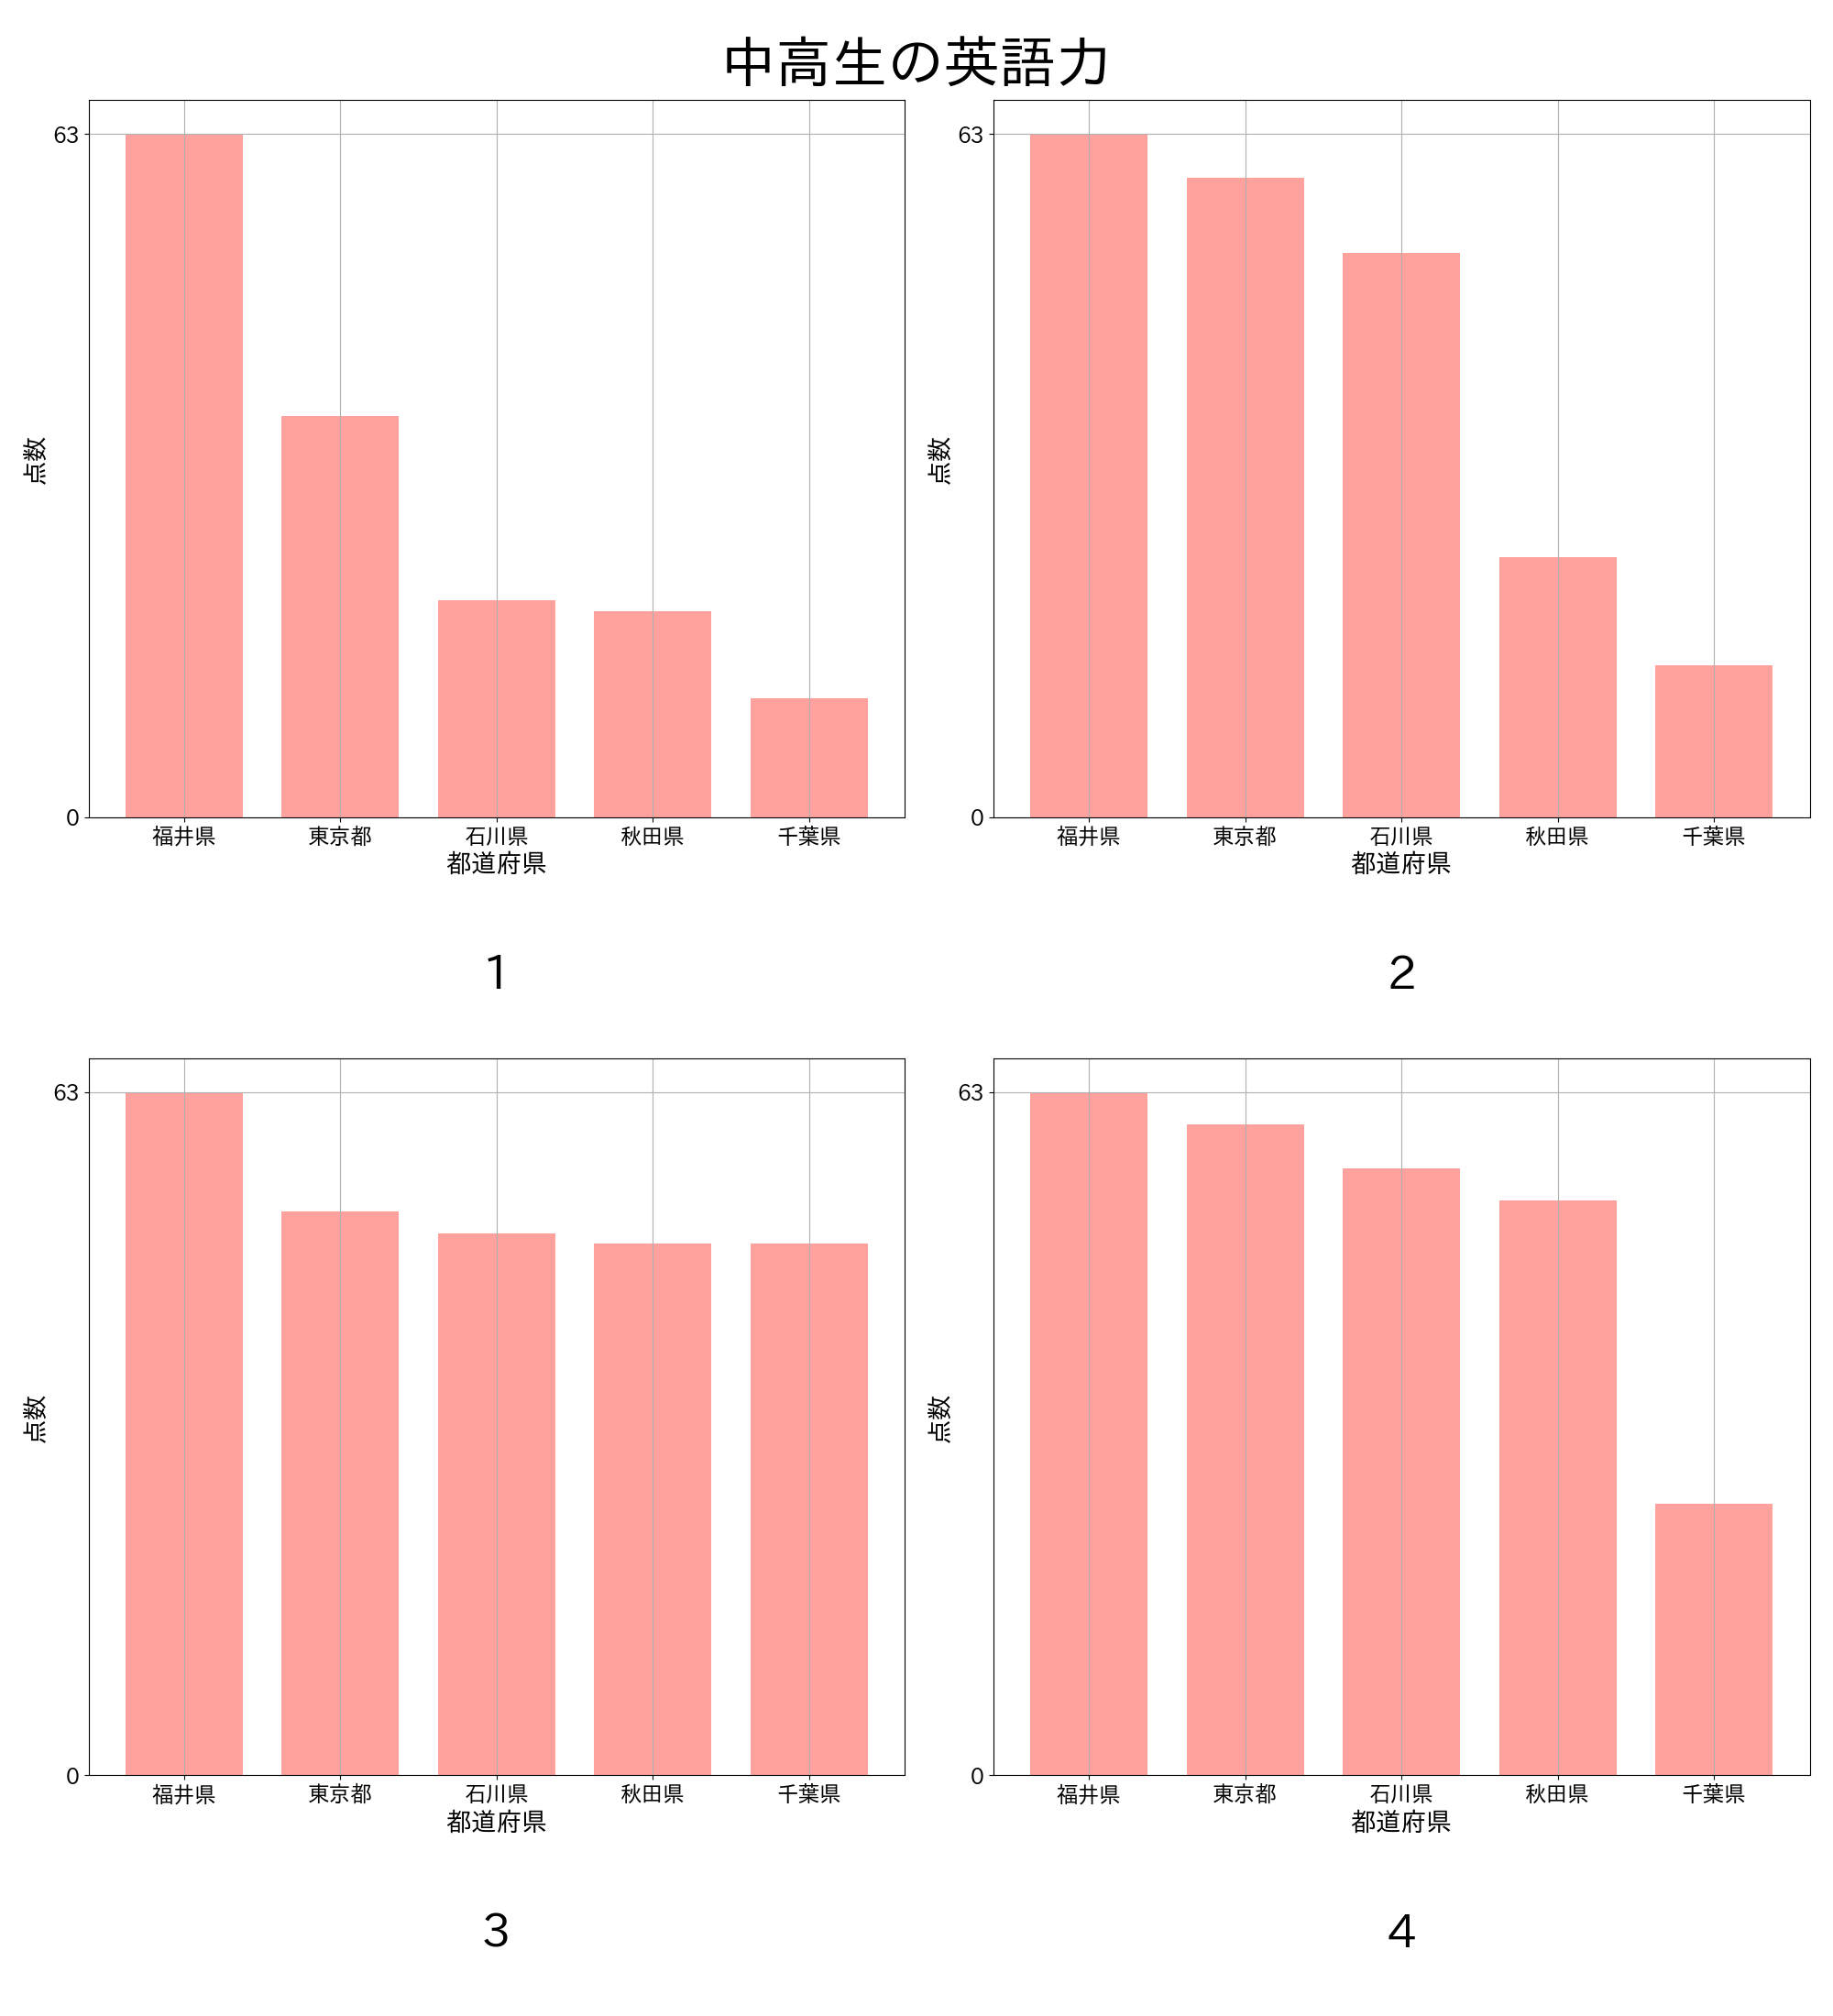 中高生の英語力
63
点数
0
福井県 東京都 石川県 秋田県 千葉県
都道府県
1
63
点数
0
福井県 東京都 石川県 秋田県 千葉県
都道府県
2
63
点数
0
福井県 東京都 石川県 秋田県 千葉県
都道府県
3
63
点数
0
福井県 東京都 石川県 秋田県 千葉県
都道府県
4